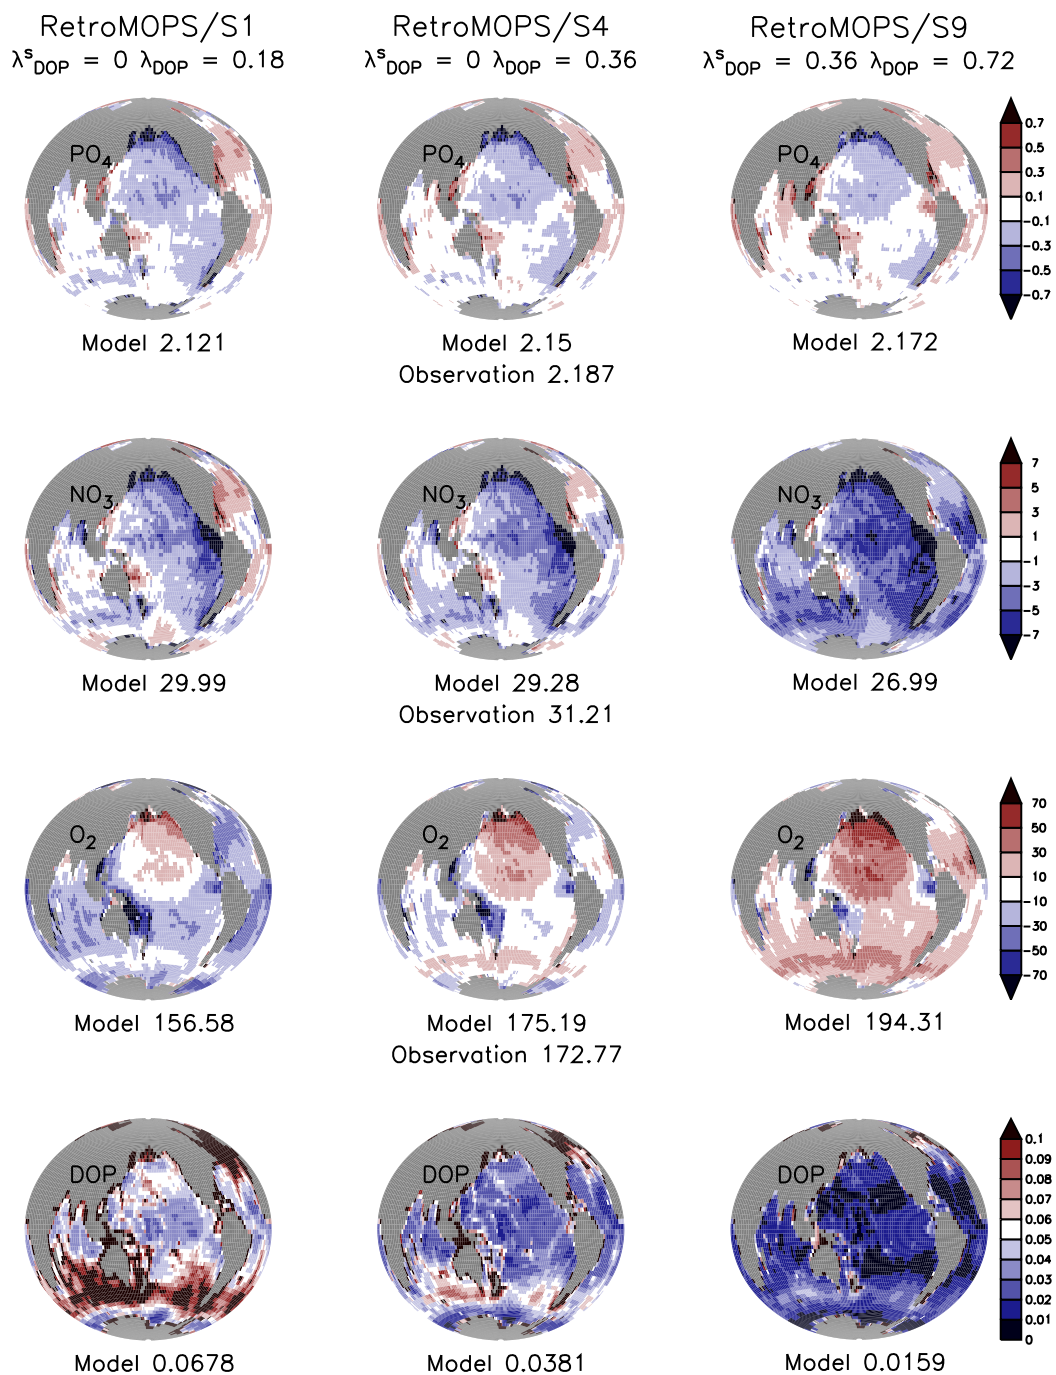 RetroMOPS/S1 RetroMOPS/S4 RetroMOPS/S9
λˢDOP = 0 λDOP = 0.18 λˢDOP = 0 λDOP = 0.36 λˢDOP = 0.36 λDOP = 0.72
PO₄ PO₄ PO₄
0.7
0.5
0.3
0.1
-0.1
-0.3
-0.5
-0.7
Model 2.121 Model 2.15 Model 2.172
Observation 2.187
NO₃ NO₃ NO₃
7
5
3
1
-1
-3
-5
-7
Model 29.99 Model 29.28 Model 26.99
Observation 31.21
O₂ O₂ O₂
70
50
30
10
-10
-30
-50
-70
Model 156.58 Model 175.19 Model 194.31
Observation 172.77
DOP DOP DOP
0.1
0.09
0.08
0.07
0.06
0.05
0.04
0.03
0.02
0.01
0
Model 0.0678 Model 0.0381 Model 0.0159